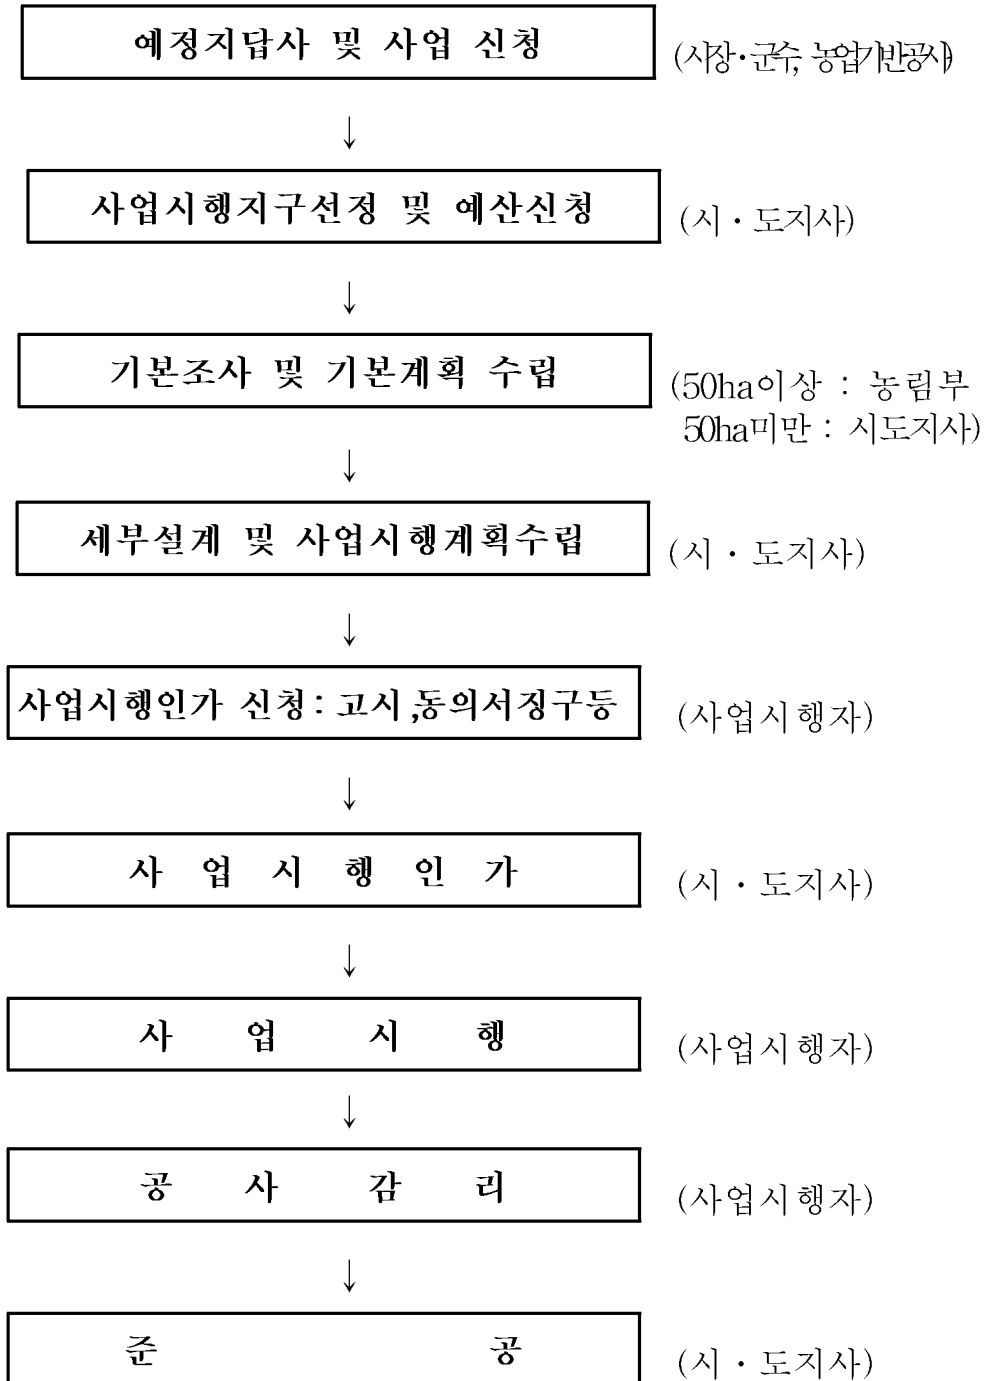 예정지답사 및 사업 신청 (시장·군수, 농업기반공사)
↓
사업시행지구선정 및 예산신청 (시·도지사)
↓
기본조사 및 기본계획 수립 (50ha이상 : 농림부
50ha미만 : 시도지사)
↓
세부설계 및 사업시행계획수립 (시·도지사)
↓
사업시행인가 신청 : 고시,동의서징구등 (사업시행자)
↓
사 업 시 행 인 가 (시·도지사)
↓
사 업 시 행 (사업시행자)
↓
공 사 감 리 (사업시행자)
↓
준 공 (시·도지사)